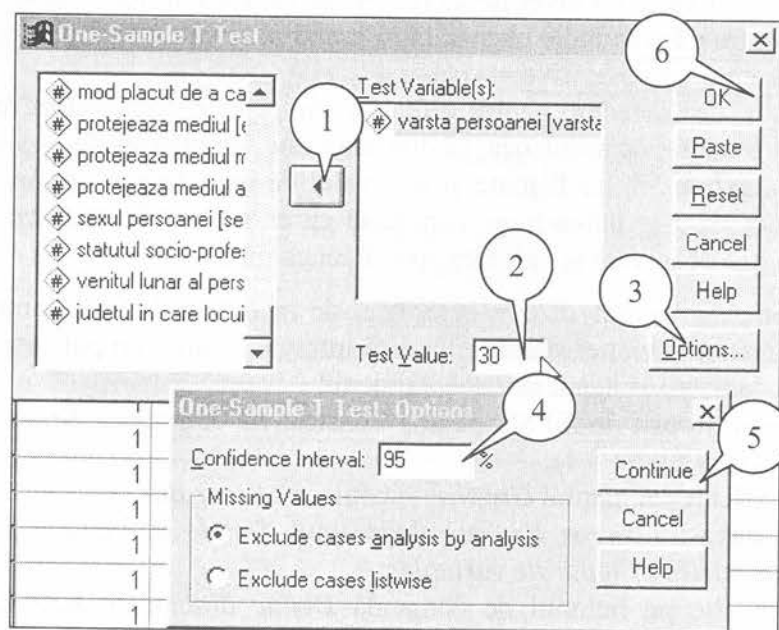 One-Sample T Test
6
mod placut de a ca
protejeaza mediul [
protejeaza mediul m
protejeaza mediul a
sexul persoanei [se
statutul socio-profe
venitul lunar al pers
judetul in care locui
1
Test Variable(s):
varsta persoanei [varsta
2
Test Value: 30
OK
Paste
Reset
Cancel
Help
3
Options...
One-Sample T Test: Options
4
5
Confidence Interval: 95 %
Missing Values
Exclude cases analysis by analysis
Exclude cases listwise
Continue
Cancel
Help
1
1
1
1
1
1